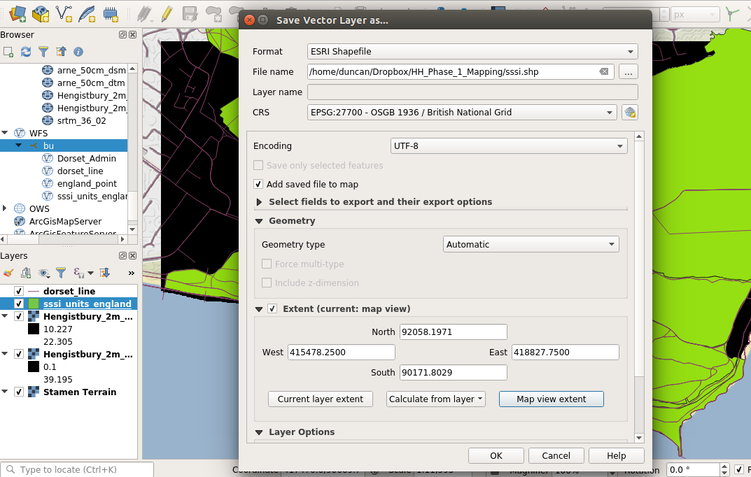 Save Vector Layer as...
px
Browser
arne_50cm_dsm
arne_50cm_dtm
Hengistbury_2m_
Hengistbury_2m_
srtm_36_02
WFS
bu
Dorset_Admin
dorset_line
england_point
sssi_units_englan
OWS
ArcGisMapServer
ArcGisFeatureServer
Layers
»
dorset_line
sssi_units_england
Hengistbury_2m_...
10.227
22.305
Hengistbury_2m_...
0.1
39.195
Stamen Terrain
Type to locate (Ctrl+K)
Format
ESRI Shapefile
File name
/home/duncan/Dropbox/HH_Phase_1_Mapping/sssi.shp
...
Layer name
CRS
EPSG:27700 - OSGB 1936 / British National Grid
Encoding
UTF-8
Save only selected features
Add saved file to map
Select fields to export and their export options
Geometry
Geometry type
Automatic
Force multi-type
Include z-dimension
Extent (current: map view)
North
92058.1971
West
415478.2500
East
418827.7500
South
90171.8029
Current layer extent
Calculate from layer
Map view extent
Layer Options
OK
Cancel
Help
Coordinate
Rotation
0.0 °